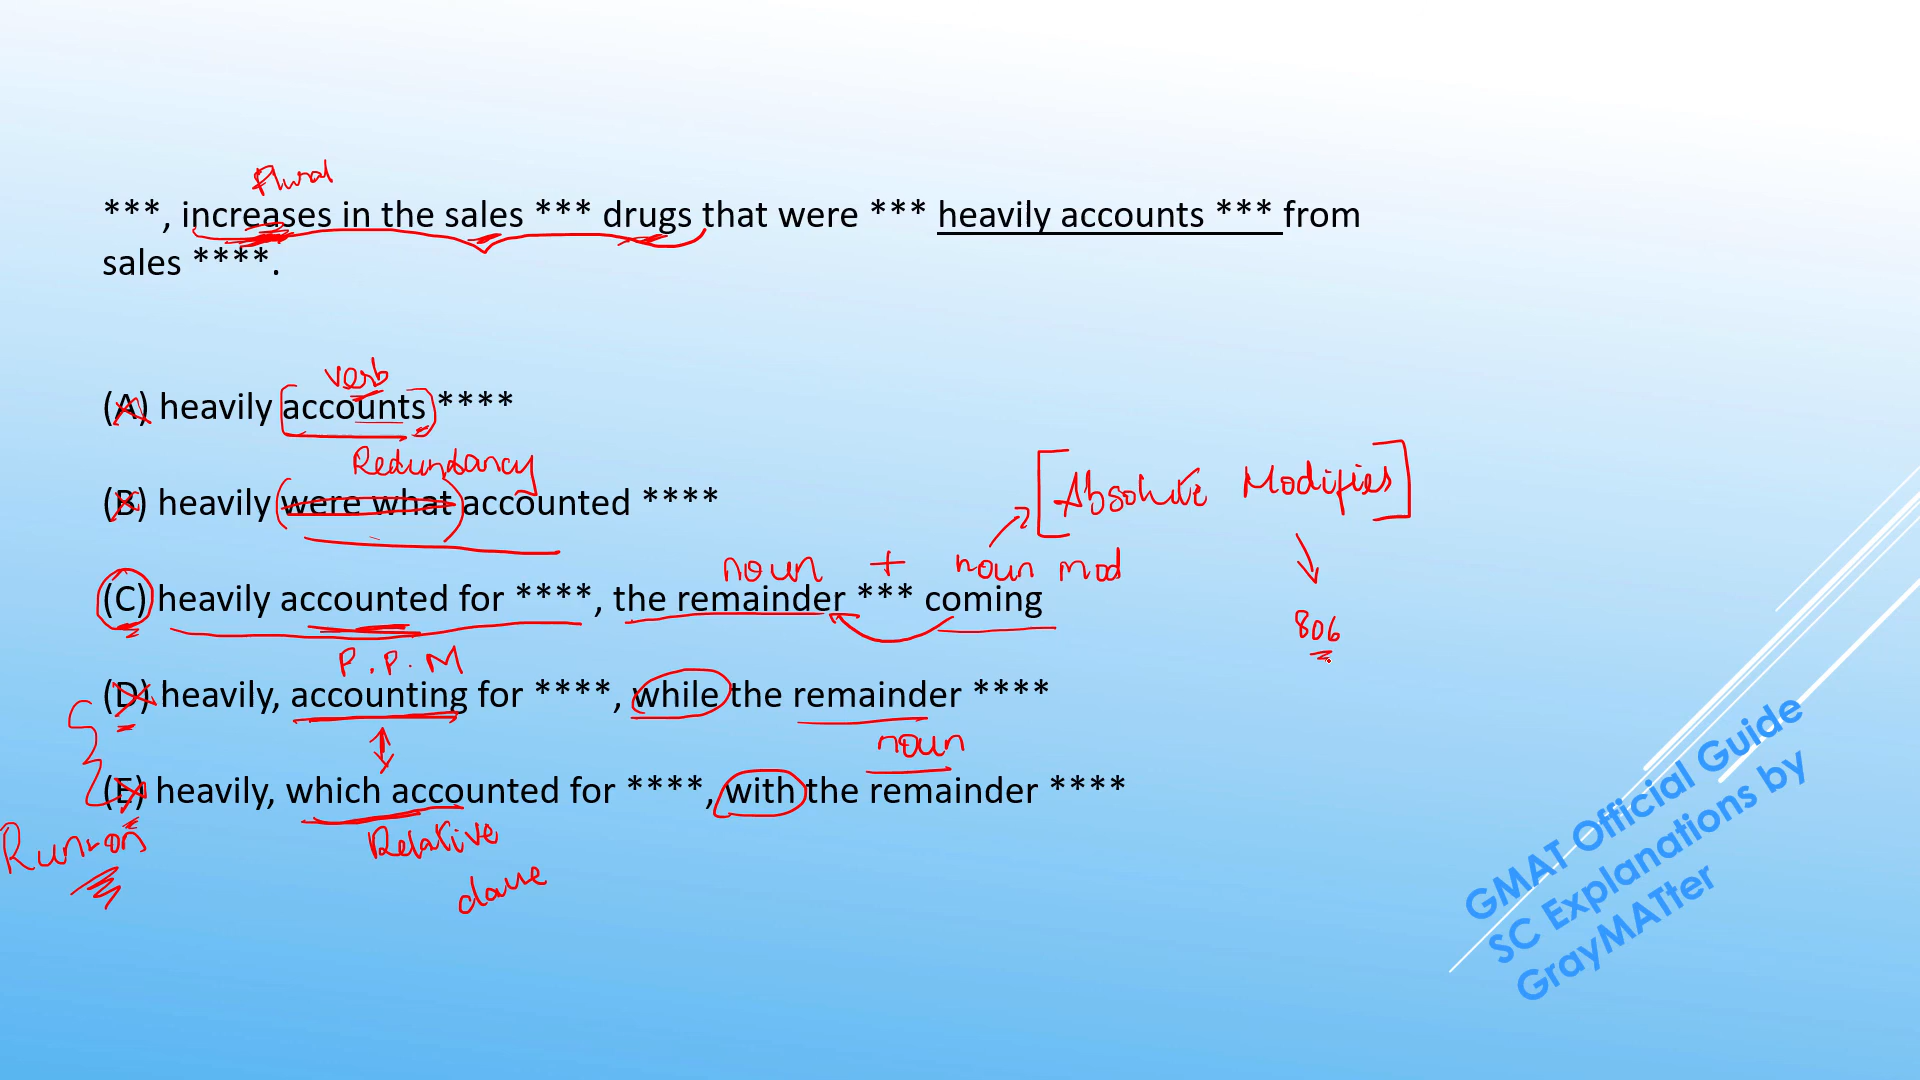 Plural
***, increases in the sales *** drugs that were *** heavily accounts *** from
sales ****.
verb
(A) heavily accounts ****
Redundancy
(B) heavily were what accounted ****
[Absolute Modifies]
noun + noun mod
(C) heavily accounted for ****, the remainder *** coming
806
P.P.M
(D) heavily, accounting for ****, while the remainder ****
noun
(E) heavily, which accounted for ****, with the remainder ****
Run-on
Relative
clause
GMAT Official Guide
SC Explanations by
GrayMATter